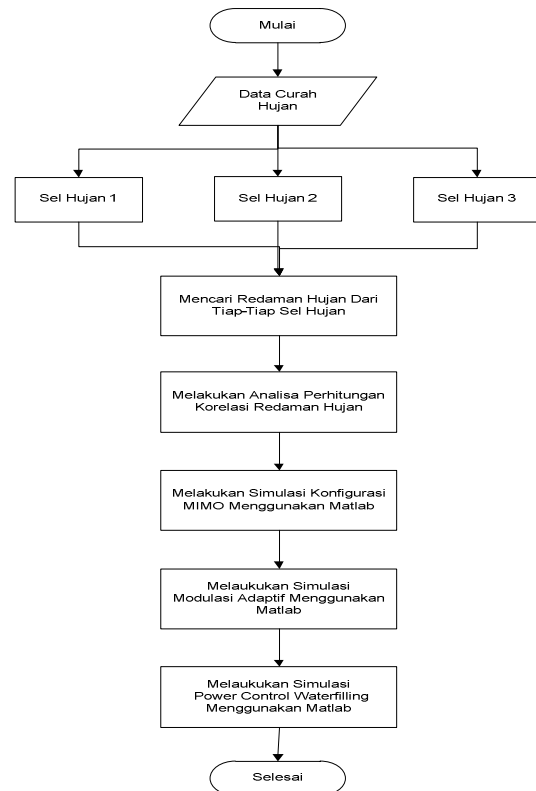 Mulai
Data Curah
Hujan
Sel Hujan 1
Sel Hujan 2
Sel Hujan 3
Mencari Redaman Hujan Dari
Tiap-Tiap Sel Hujan
Melakukan Analisa Perhitungan
Korelasi Redaman Hujan
Melakukan Simulasi Konfigurasi
MIMO Menggunakan Matlab
Melaukukan Simulasi
Modulasi Adaptif Menggunakan
Matlab
Melaukukan Simulasi
Power Control Waterfilling
Menggunakan Matlab
Selesai